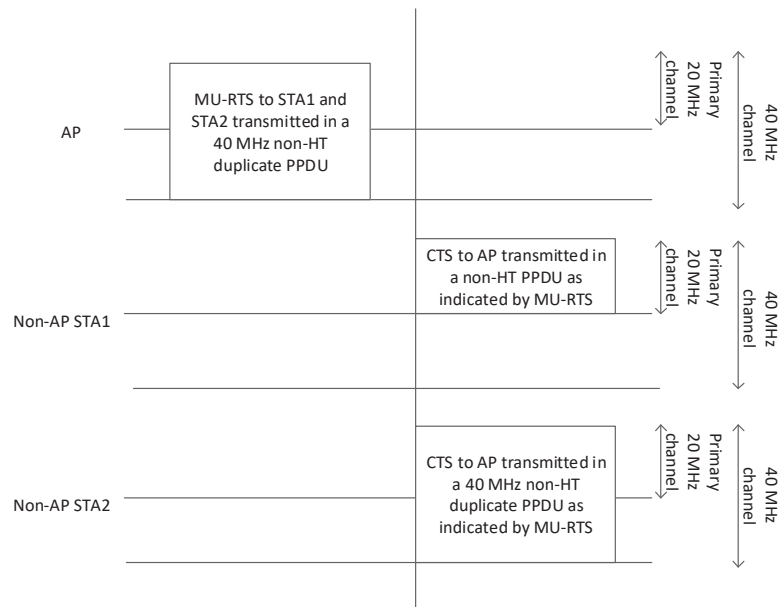 MU-RTS to STA1 and
STA2 transmitted in a
40 MHz non-HT
duplicate PPDU
AP
Primary
20 MHz
channel
40 MHz
channel
CTS to AP transmitted in
a non-HT PPDU as
indicated by MU-RTS
Non-AP STA1
Primary
20 MHz
channel
40 MHz
channel
CTS to AP transmitted in
a 40 MHz non-HT
duplicate PPDU as
indicated by MU-RTS
Non-AP STA2
Primary
20 MHz
channel
40 MHz
channel